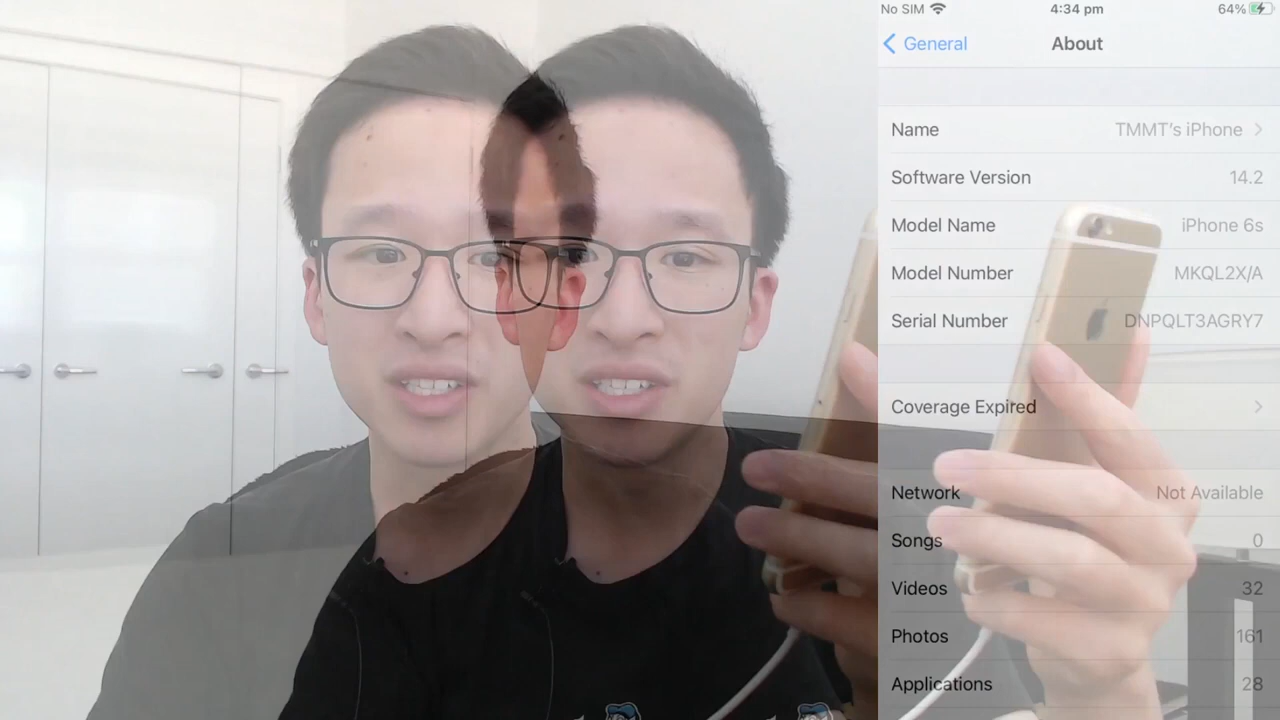 No SIM 4:34 pm 64%
General About
Name TMMT's iPhone
Software Version 14.2
Model Name iPhone 6s
Model Number MKQL2X/A
Serial Number DNPQLT3AGRY7
Coverage Expired
Network Not Available
Songs 0
Videos 32
Photos 161
Applications 28